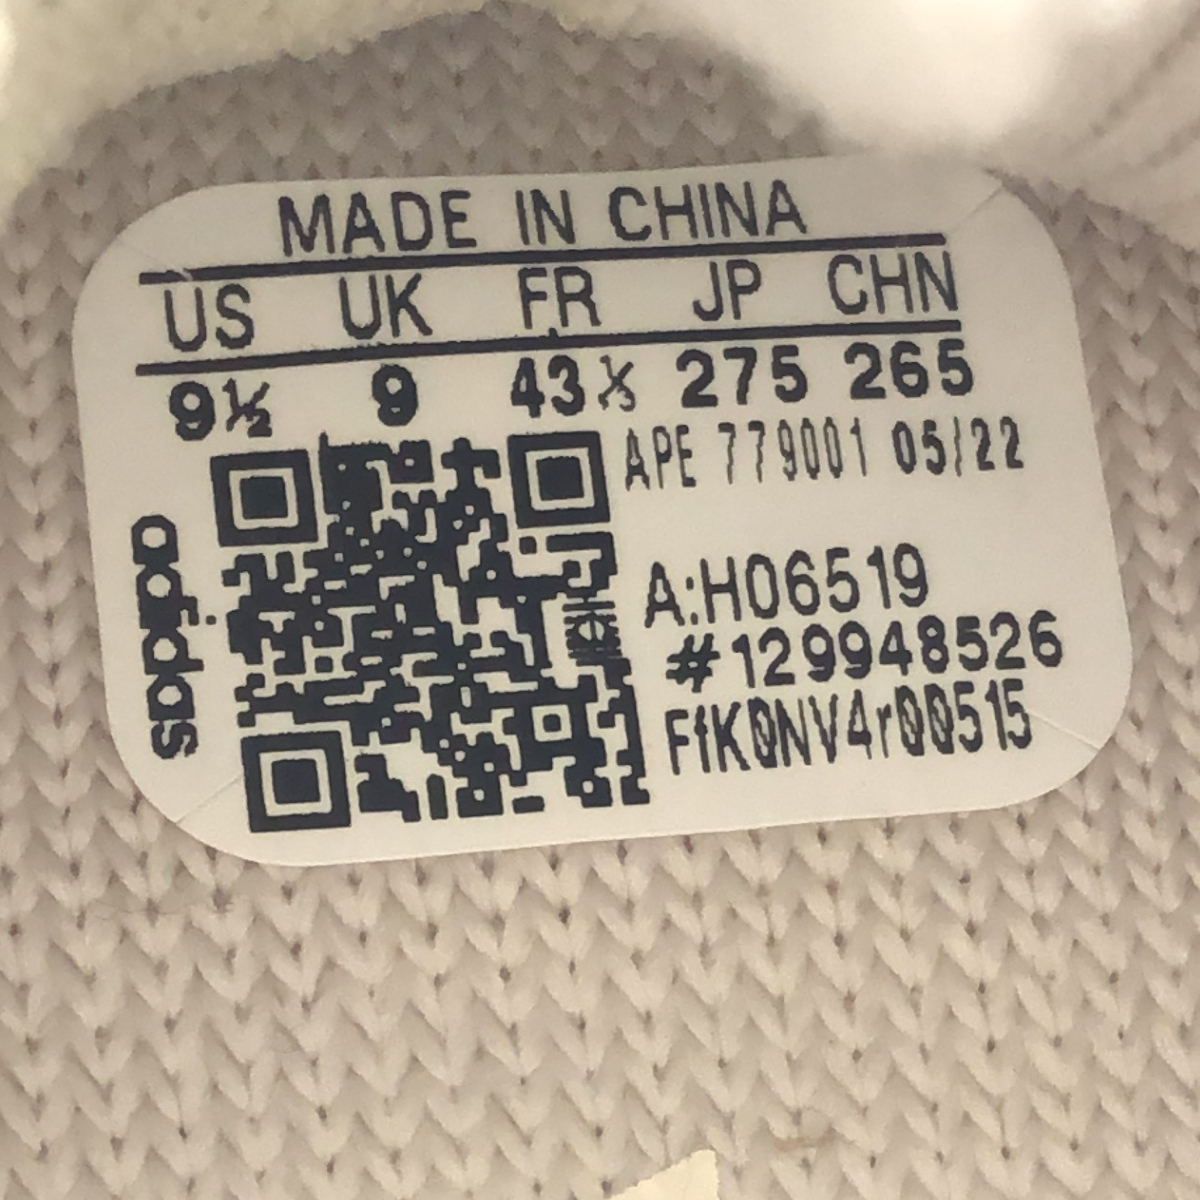 MADE IN CHINA
US UK FR JP CHN
9½ 9 43⅓ 275 265
APE 779001 05/22
adidas
A:H06519
#129948526
FfK0NV4r00515